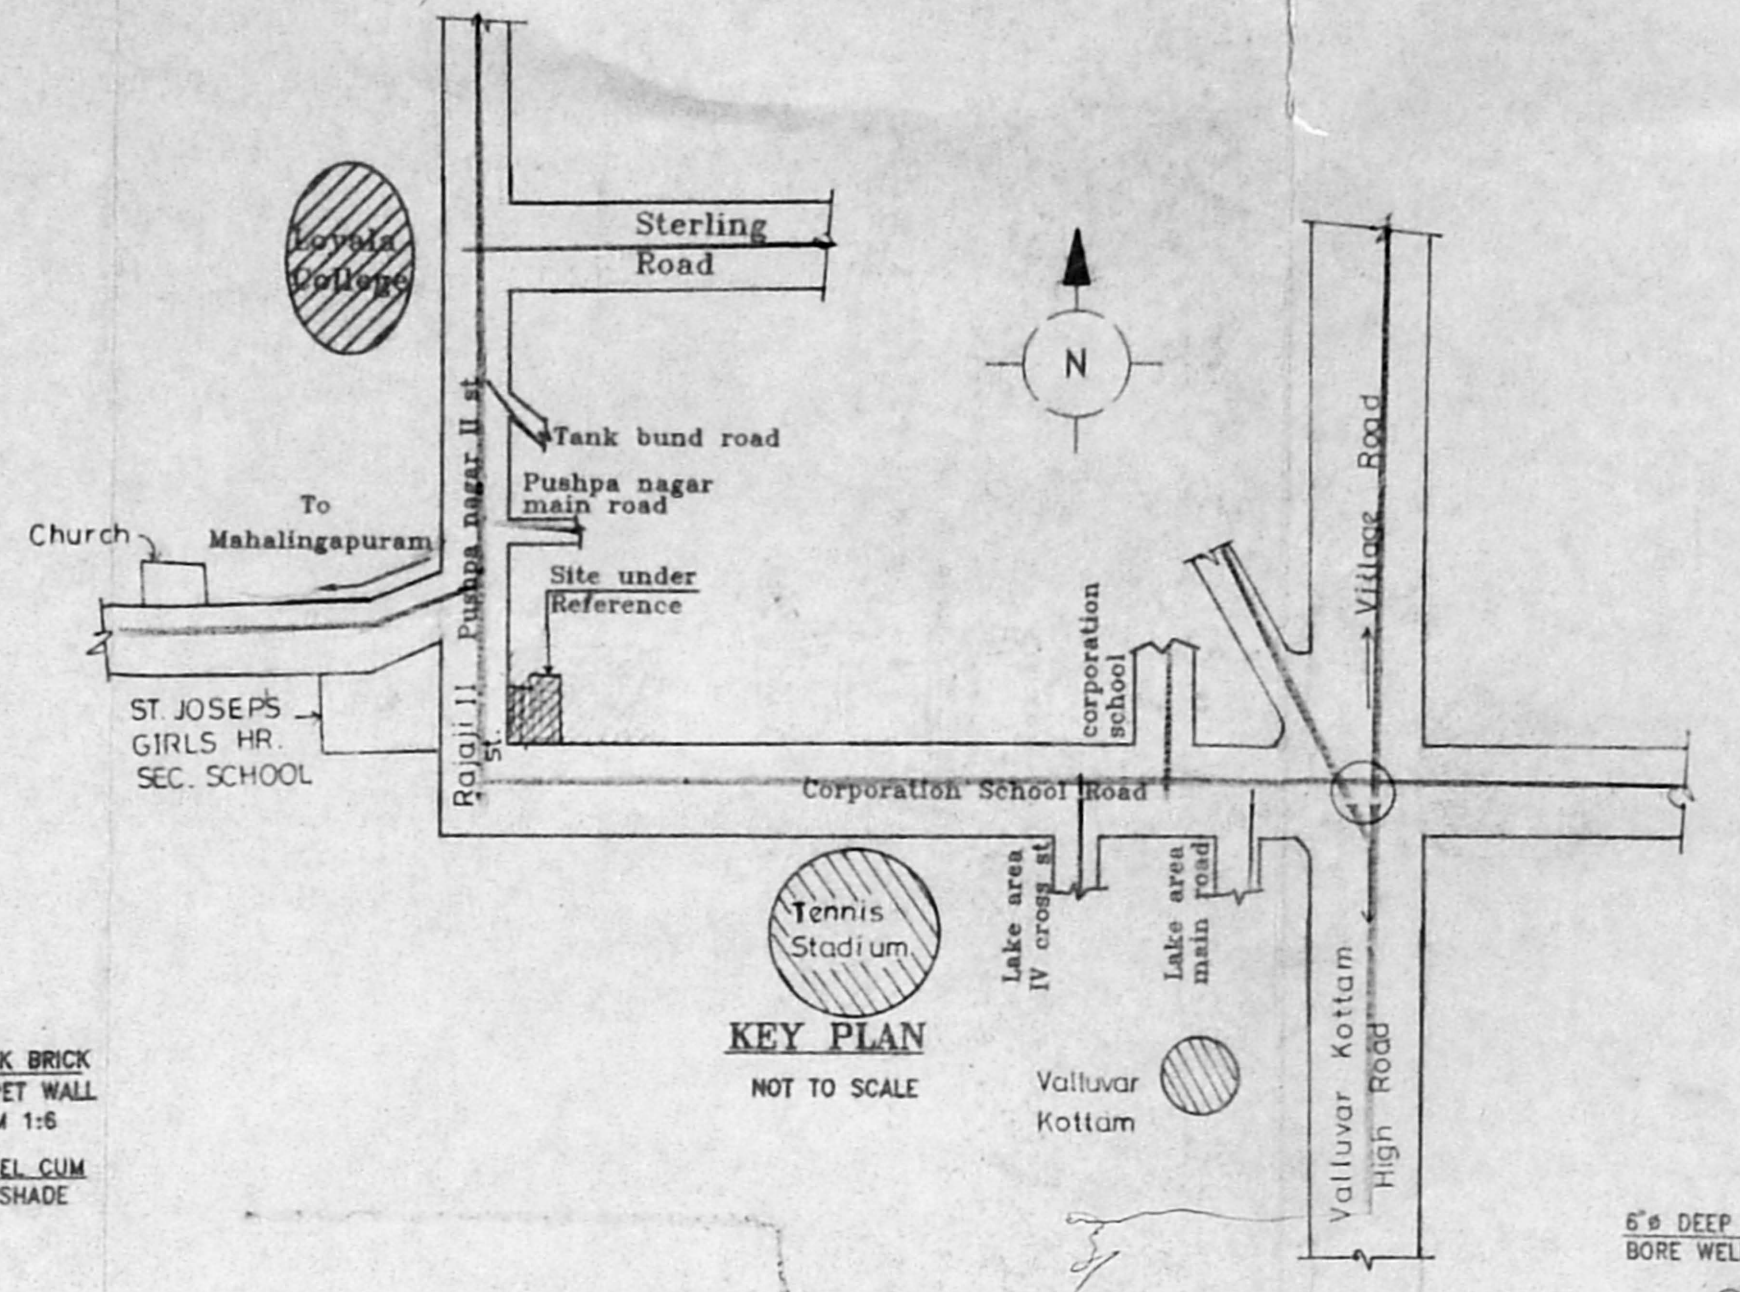 Loyala
College
Sterling
Road
N
Tank bund road
Pushpa nagar
main road
Pushpa nagar II st
To
Mahalingapuram
Church
Site under
Reference
ST. JOSEP'S
GIRLS HR.
SEC. SCHOOL
Rajaji II
st.
corporation
school
Village Road
Corporation School Road
Tennis
Stadium
Lake area
IV cross st
Lake area
main road
KEY PLAN
NOT TO SCALE
Valluvar
Kottam
Valluvar Kottam
High Road
K BRICK
PET WALL
M 1:6
EL CUM
SHADE
6"ø DEEP
BORE WEL